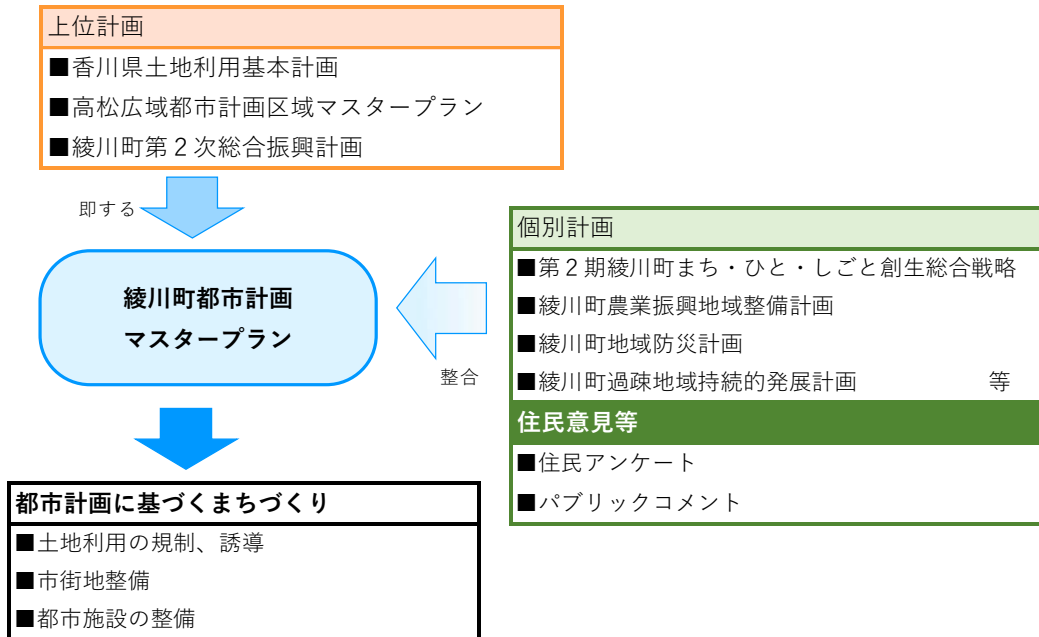 上位計画
■香川県土地利用基本計画
■高松広域都市計画区域マスタープラン
■綾川町第２次総合振興計画
即する
綾川町都市計画
マスタープラン
整合
個別計画
■第２期綾川町まち・ひと・しごと創生総合戦略
■綾川町農業振興地域整備計画
■綾川町地域防災計画
■綾川町過疎地域持続的発展計画　　　　　　等
住民意見等
■住民アンケート
■パブリックコメント
都市計画に基づくまちづくり
■土地利用の規制、誘導
■市街地整備
■都市施設の整備